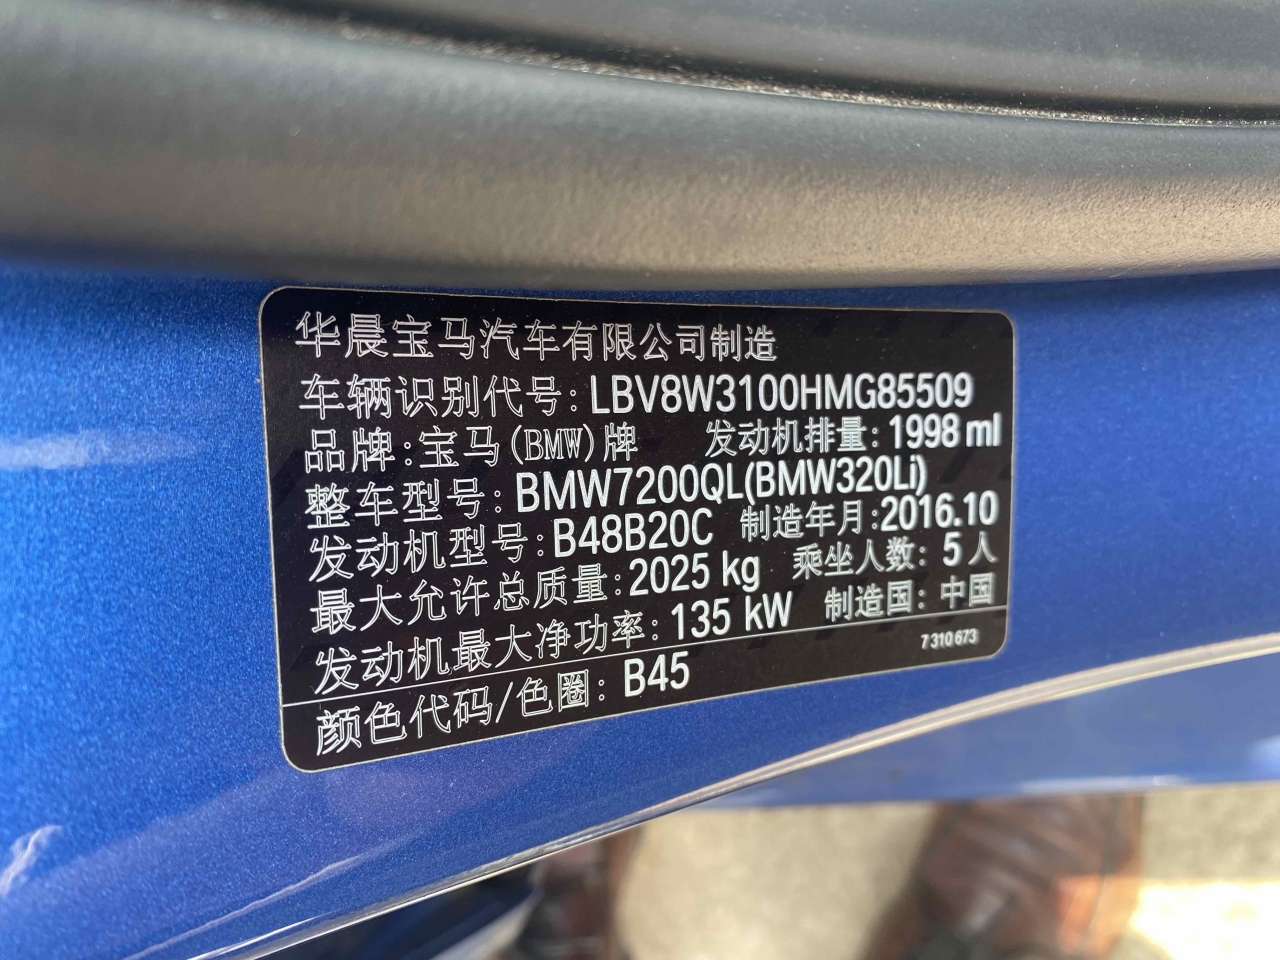 华晨宝马汽车有限公司制造
车辆识别代号:LBV8W3100HMG85509
品牌:宝马(BMW)牌 发动机排量:1998 ml
整车型号:BMW7200QL(BMW320Li)
发动机型号:B48B20C 制造年月:2016.10
最大允许总质量:2025 kg 乘坐人数:5人
发动机最大净功率:135 kW 制造国:中国
7 310 673
颜色代码/色圈:B45